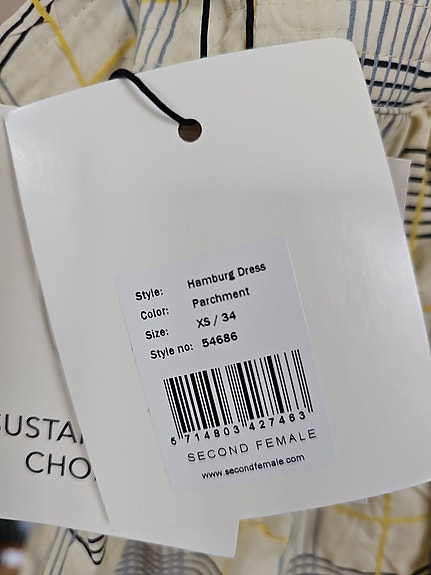 Style: Hamburg Dress
Color: Parchment
Size: XS / 34
Style no: 54686
5 714803 427463
SECOND FEMALE
www.secondfemale.com